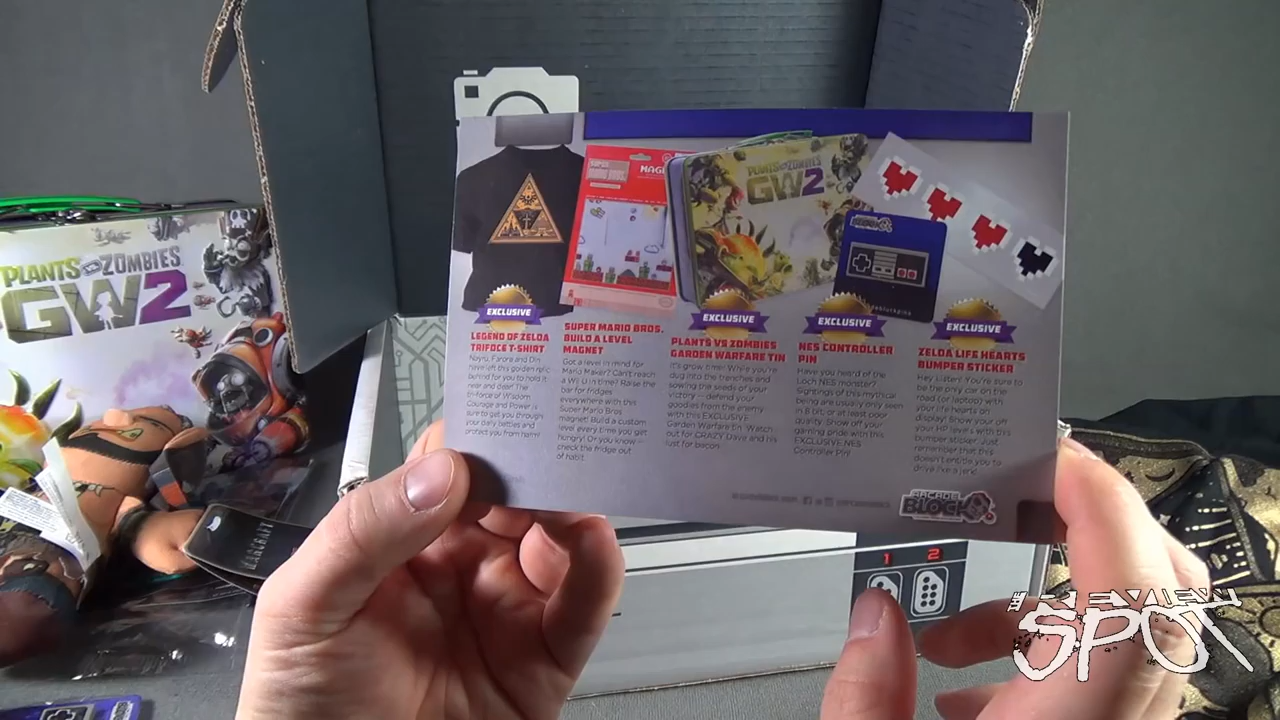 PLANTS VS ZOMBIES
GW2
SUPER
MARIO BROS.
PLANTS VS ZOMBIES
GW2
EXCLUSIVE
LEGEND OF ZELDA
TRIFOCE T-SHIRT
Nayru, Farore and Din
have left this golden relic
behind for you to hold it
near and dear! The
Tri-force of Wisdom,
Courage and Power is
sure to get you through
your daily battles and
protect you from harm!
SUPER MARIO BROS.
BUILD A LEVEL
MAGNET
Got a level in mind for
Mario Maker? Can't reach
a Wii U in time? Raise the
bar for fridges
everywhere with this
Super Mario Bros
magnet! Build a custom
level every time you get
hungry! Or you know -
check the fridge out
of habit.
EXCLUSIVE
PLANTS VS ZOMBIES
GARDEN WARFARE TIN
It's grow time! While you're
dug into the trenches and
sowing the seeds of your
victory – defend your
goodies from the enemy
with this EXCLUSIVE
Garden Warfare tin. Watch
out for CRAZY Dave and his
lust for bacon.
EXCLUSIVE
NES CONTROLLER
PIN
Have you heard of the
Loch NES monster?
Sightings of this mythical
being are usually only seen
in 8 bit, or at least poor
quality. Show off your
gaming pride with this
EXCLUSIVE NES
Controller Pin!
EXCLUSIVE
ZELDA LIFE HEARTS
BUMPER STICKER
Hey Listen! You're sure to
be the only car on the
road (or laptop) with
your life hearts on
display! Show off your
HP levels with this
bumper sticker. Just
remember that this
doesn't entitle you to
drive like a jerk!
ARCADE
BLOCK
WARCRAFT
1 2
THE REVIEW
SPOT